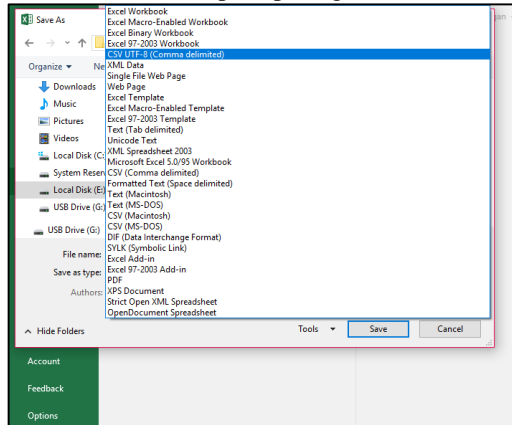 Save As
Excel Workbook
Excel Macro-Enabled Workbook
Excel Binary Workbook
Excel 97-2003 Workbook
CSV UTF-8 (Comma delimited)
XML Data
Single File Web Page
Web Page
Excel Template
Excel Macro-Enabled Template
Excel 97-2003 Template
Text (Tab delimited)
Unicode Text
XML Spreadsheet 2003
Microsoft Excel 5.0/95 Workbook
CSV (Comma delimited)
Formatted Text (Space delimited)
Text (Macintosh)
Text (MS-DOS)
CSV (Macintosh)
CSV (MS-DOS)
DIF (Data Interchange Format)
SYLK (Symbolic Link)
Excel Add-in
Excel 97-2003 Add-in
PDF
XPS Document
Strict Open XML Spreadsheet
OpenDocument Spreadsheet
Organize Ne
Downloads
Music
Pictures
Videos
Local Disk (C:
System Reser
Local Disk (E:)
USB Drive (G:)
USB Drive (G:)
File name:
Save as type:
Authors:
Hide Folders
Tools Save Cancel
Account
Feedback
Options